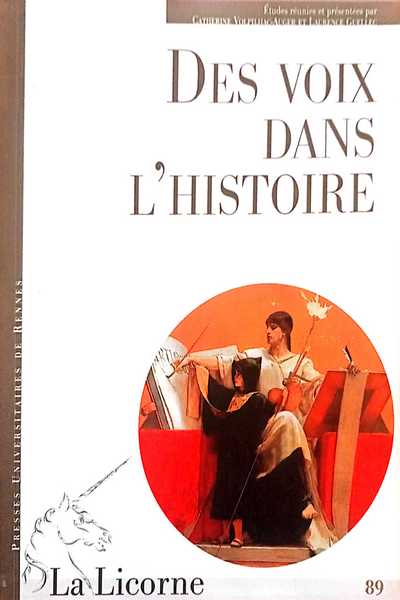 Études réunies et présentées par
Catherine Volpilhac-Auger et Laurence Guellec
DES VOIX
DANS
L'HISTOIRE
Presses Universitaires de Rennes
La Licorne
89